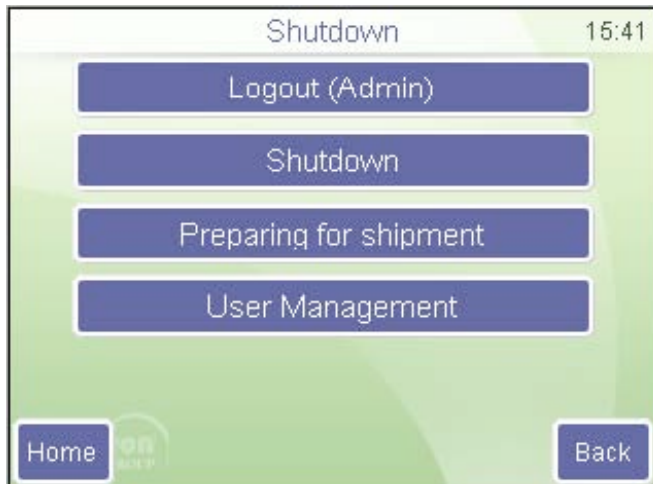 Shutdown 15:41
Logout (Admin)
Shutdown
Preparing for shipment
User Management
Home
Back